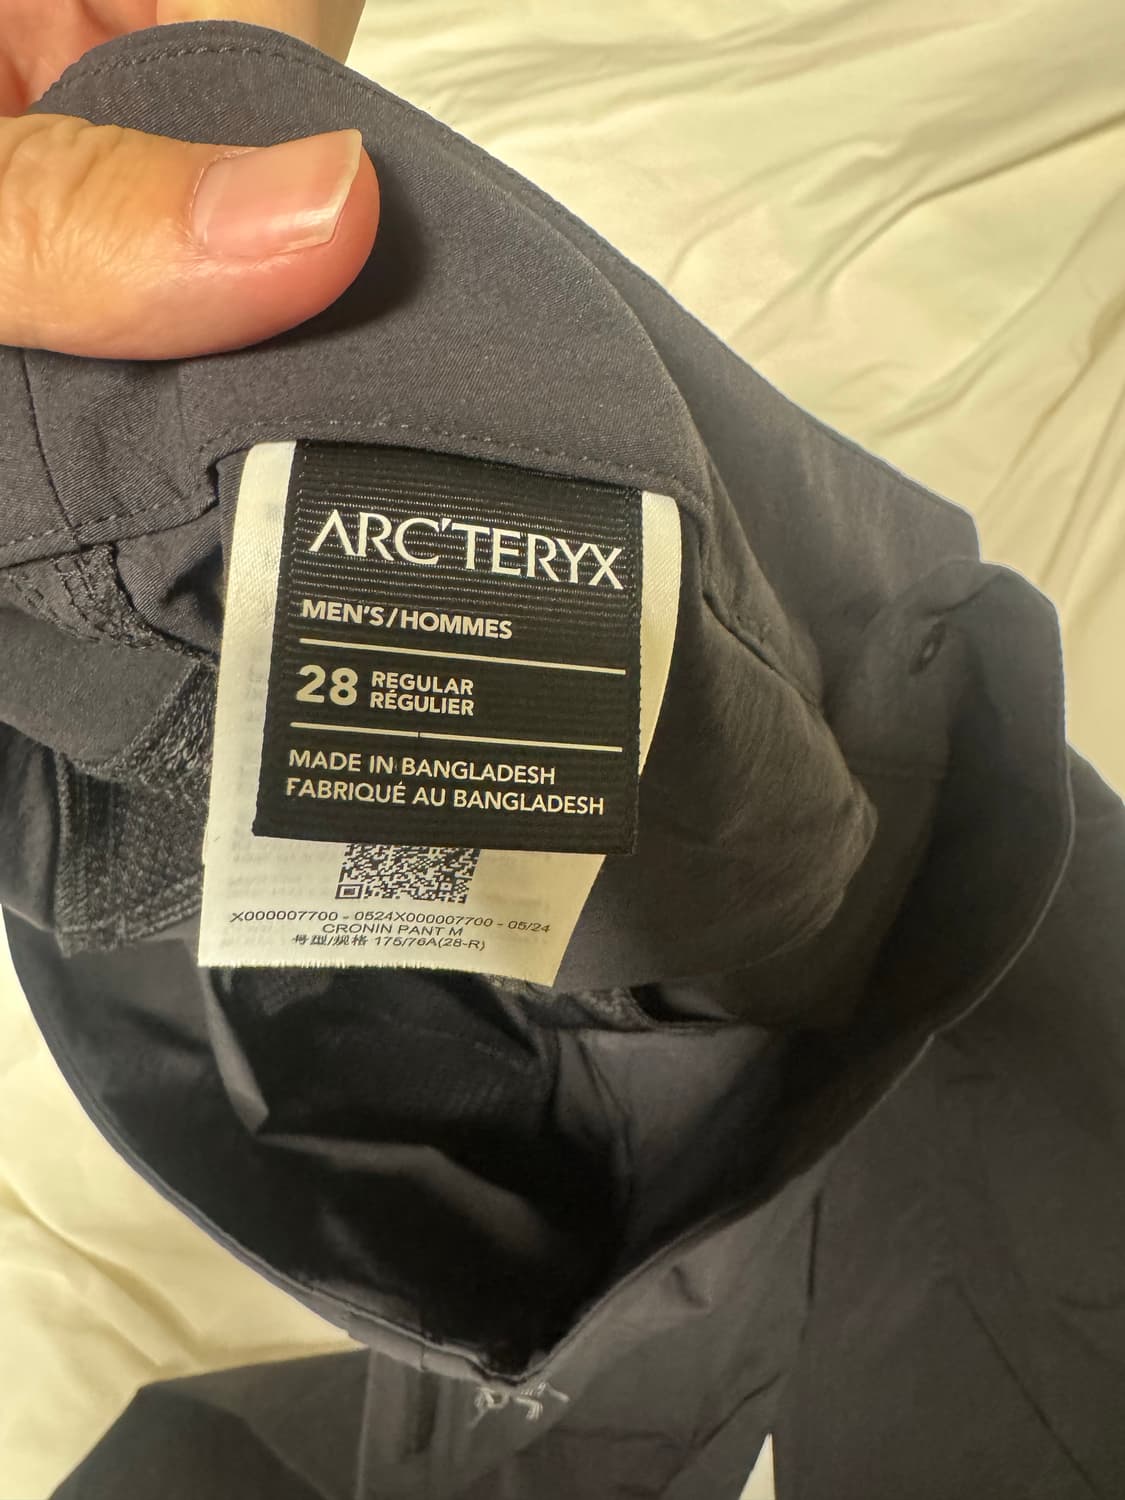 ARC'TERYX
MEN'S/HOMMES
28 REGULAR
RÉGULIER
MADE IN BANGLADESH
FABRIQUÉ AU BANGLADESH
X000007700 - 0524X000007700 - 05/24
CRONIN PANT M
号型/规格 175/76A(28-R)